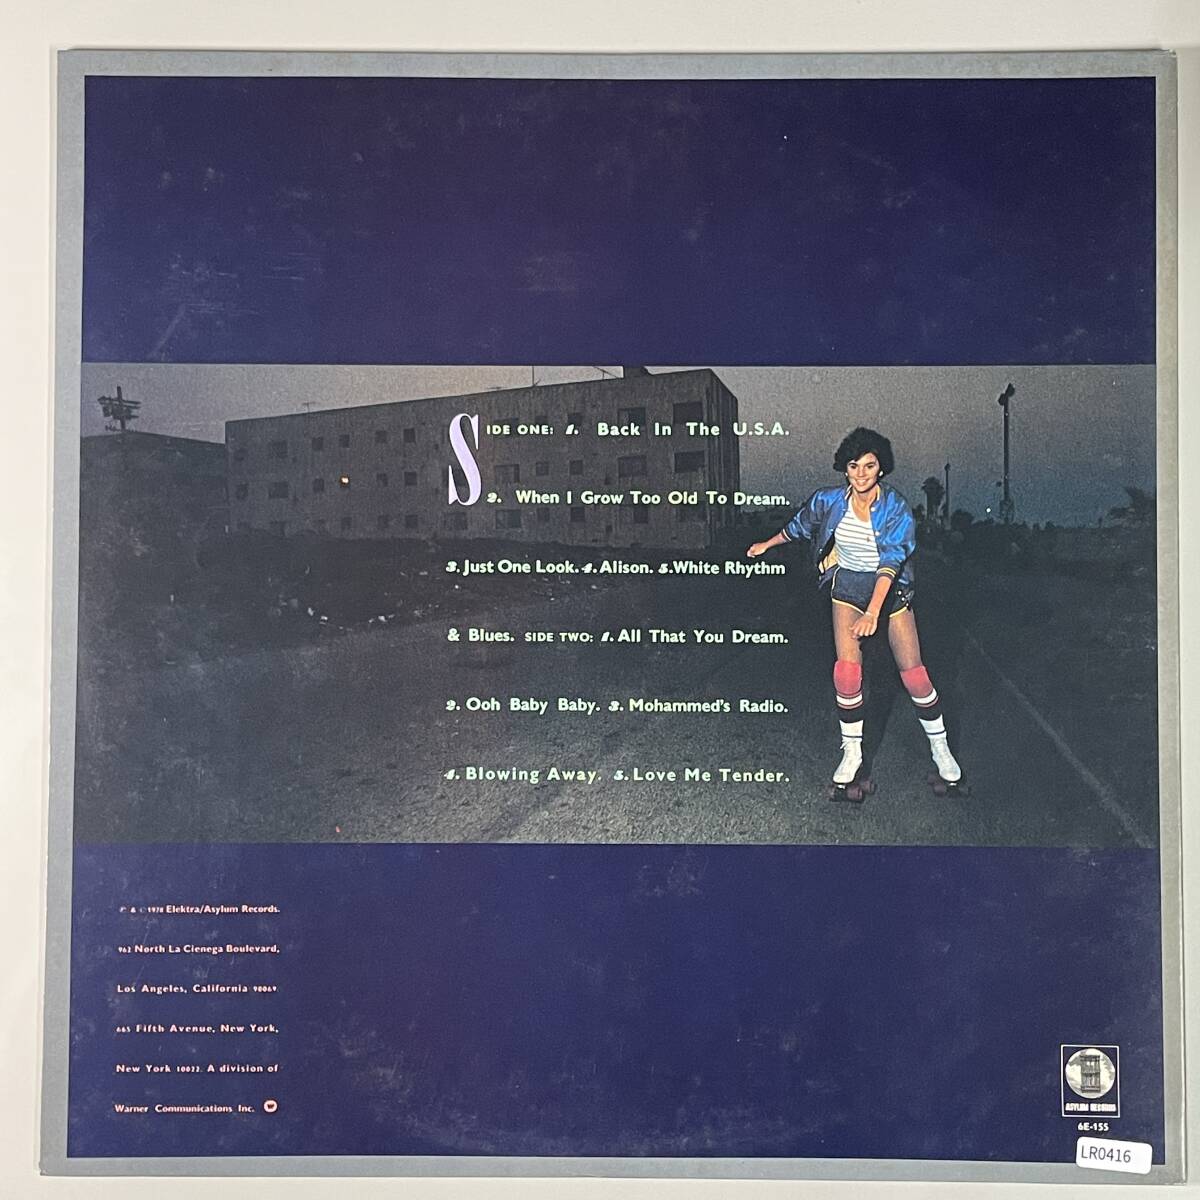 SIDE ONE: 1. Back In The U.S.A.
2. When I Grow Too Old To Dream.
3. Just One Look. 4. Alison. 5. White Rhythm
& Blues. SIDE TWO: 1. All That You Dream.
2. Ooh Baby Baby. 3. Mohammed's Radio.
4. Blowing Away. 5. Love Me Tender.
℗ & © 1978 Elektra/Asylum Records.
962 North La Cienega Boulevard,
Los Angeles, California 90069.
665 Fifth Avenue, New York,
New York 10022. A division of
Warner Communications Inc.
ASYLUM RECORDS
6E-155
LR0416